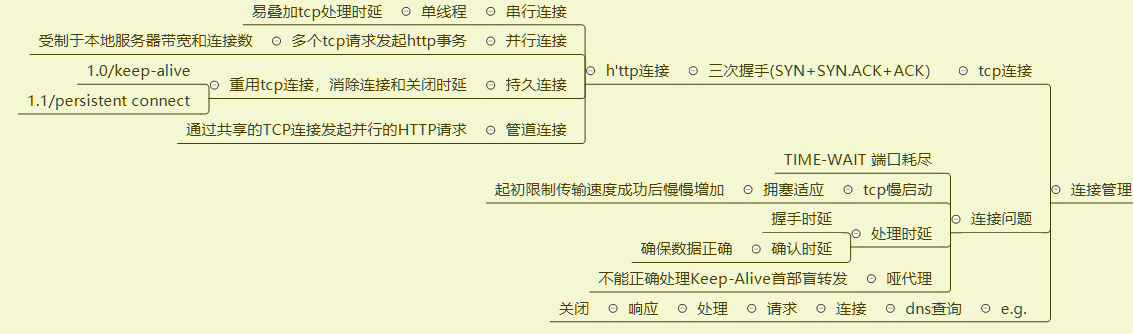 易叠加tcp处理时延 单线程 串行连接
受制于本地服务器带宽和连接数 多个tcp请求发起http事务 并行连接
1.0/keep-alive
h'ttp连接 三次握手(SYN+SYN.ACK+ACK) tcp连接
重用tcp连接，消除连接和关闭时延 持久连接
1.1/persistent connect
通过共享的TCP连接发起并行的HTTP请求 管道连接
TIME-WAIT 端口耗尽
起初限制传输速度成功后慢慢增加 拥塞适应 tcp慢启动
连接管理
握手时延
连接问题
处理时延
确保数据正确 确认时延
不能正确处理Keep-Alive首部盲转发 哑代理
关闭 响应 处理 请求 连接 dns查询 e.g.